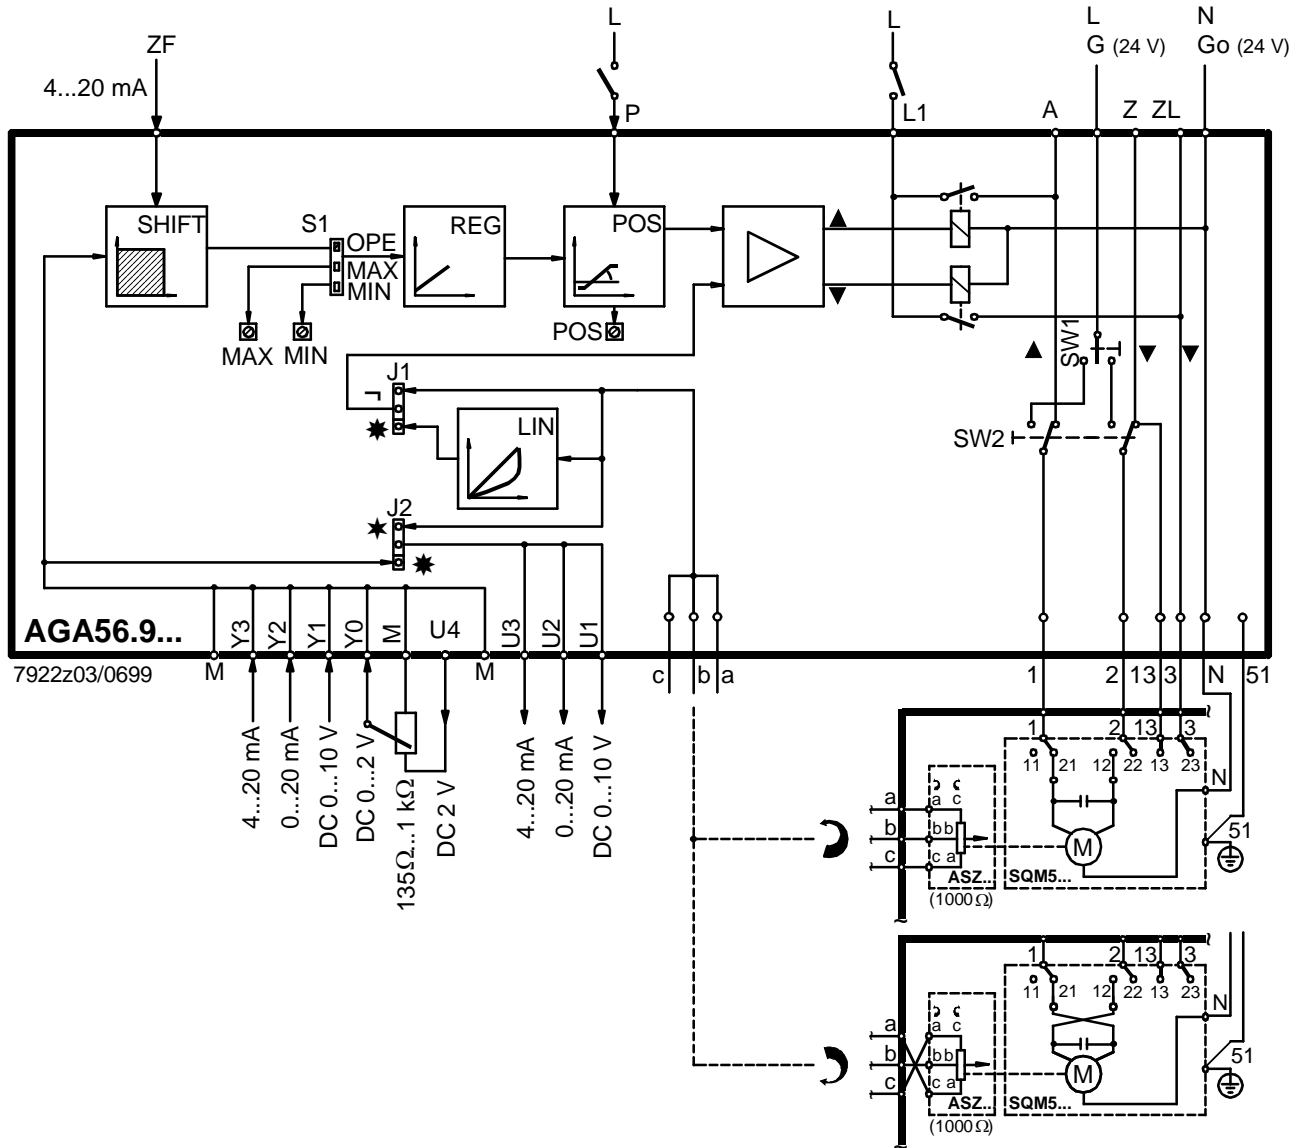 ZF
4...20 mA
L
P
L
L1
A
L
G (24 V)
Z
ZL
N
Go (24 V)
SHIFT
S1
OPE
MAX
MIN
REG
POS
MAX
MIN
POS
SW1
J1
LIN
SW2
J2
AGA56.9...
Y3
Y2
Y1
Y0
M
U4
U3
U2
U1
7922z03/0699
M
M
c
b
a
1
2
13
3
N
51
4...20 mA
0...20 mA
DC 0...10 V
DC 0...2 V
135Ω...1 kΩ
DC 2 V
4...20 mA
0...20 mA
DC 0...10 V
1
2
13
3
11
21
12
22
13
23
N
a
b
c
a
c
b
b
c
a
M
51
ASZ...
SQM5...
(1000 Ω)
1
2
13
3
11
21
12
22
13
23
N
a
b
c
a
c
b
b
c
a
M
51
ASZ...
SQM5...
(1000 Ω)